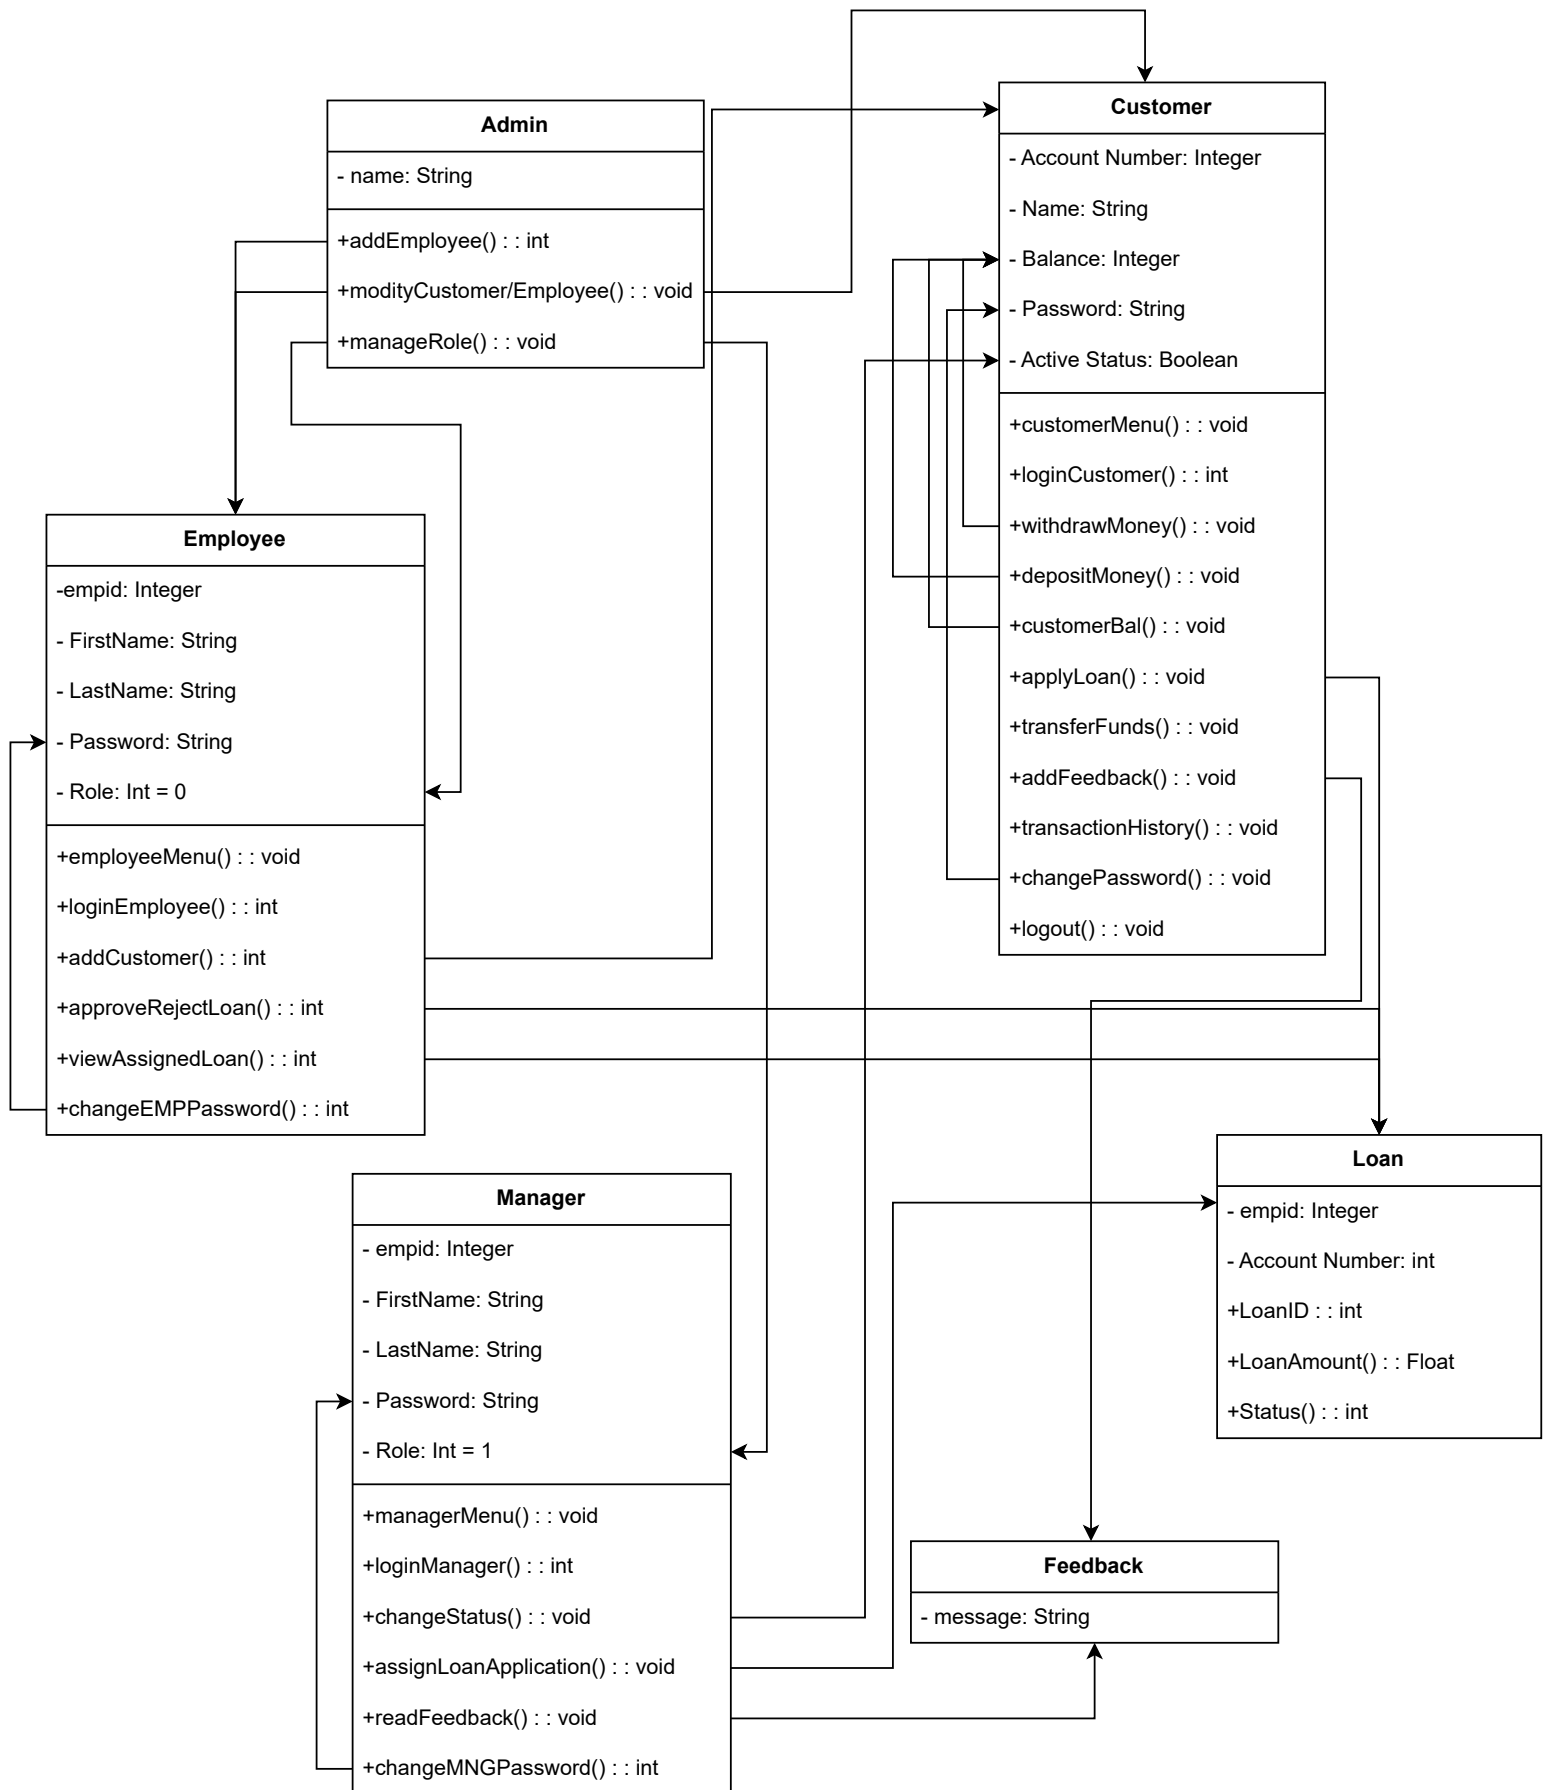 Admin
- name: String
+addEmployee() : : int
+modityCustomer/Employee() : : void
+manageRole() : : void
Customer
- Account Number: Integer
- Name: String
- Balance: Integer
- Password: String
- Active Status: Boolean
+customerMenu() : : void
+loginCustomer() : : int
+withdrawMoney() : : void
+depositMoney() : : void
+customerBal() : : void
+applyLoan() : : void
+transferFunds() : : void
+addFeedback() : : void
+transactionHistory() : : void
+changePassword() : : void
+logout() : : void
Employee
-empid: Integer
- FirstName: String
- LastName: String
- Password: String
- Role: Int = 0
+employeeMenu() : : void
+loginEmployee() : : int
+addCustomer() : : int
+approveRejectLoan() : : int
+viewAssignedLoan() : : int
+changeEMPPassword() : : int
Manager
- empid: Integer
- FirstName: String
- LastName: String
- Password: String
- Role: Int = 1
+managerMenu() : : void
+loginManager() : : int
+changeStatus() : : void
+assignLoanApplication() : : void
+readFeedback() : : void
+changeMNGPassword() : : int
Loan
- empid: Integer
- Account Number: int
+LoanID : : int
+LoanAmount() : : Float
+Status() : : int
Feedback
- message: String